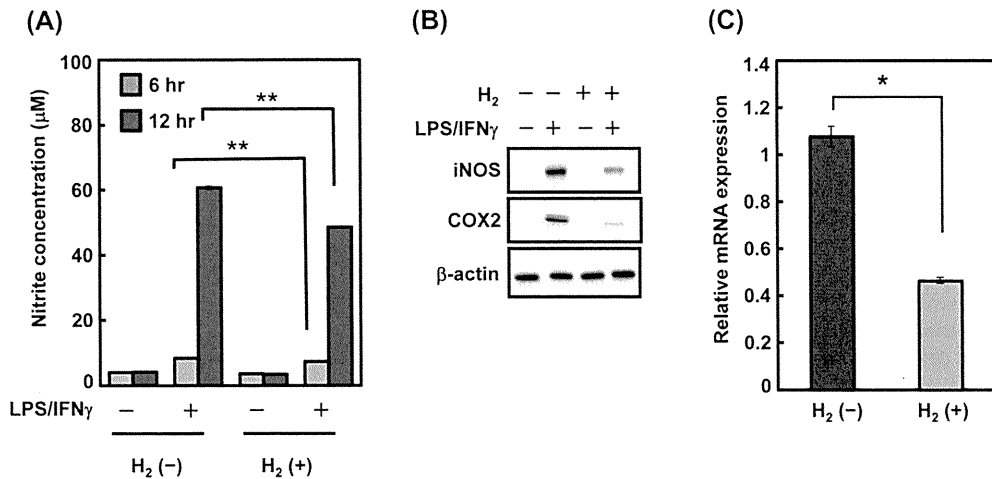 (A)
Nitrite concentration (μM)
100
80
60
40
20
0
6 hr
12 hr
**
**
LPS/IFNγ
− + − +
H₂ (−) H₂ (+)
(B)
H₂ − − + +
LPS/IFNγ − + − +
iNOS
COX2
β-actin
(C)
Relative mRNA expression
1.4
1.2
1
0.8
0.6
0.4
0.2
0
*
H₂ (−) H₂ (+)